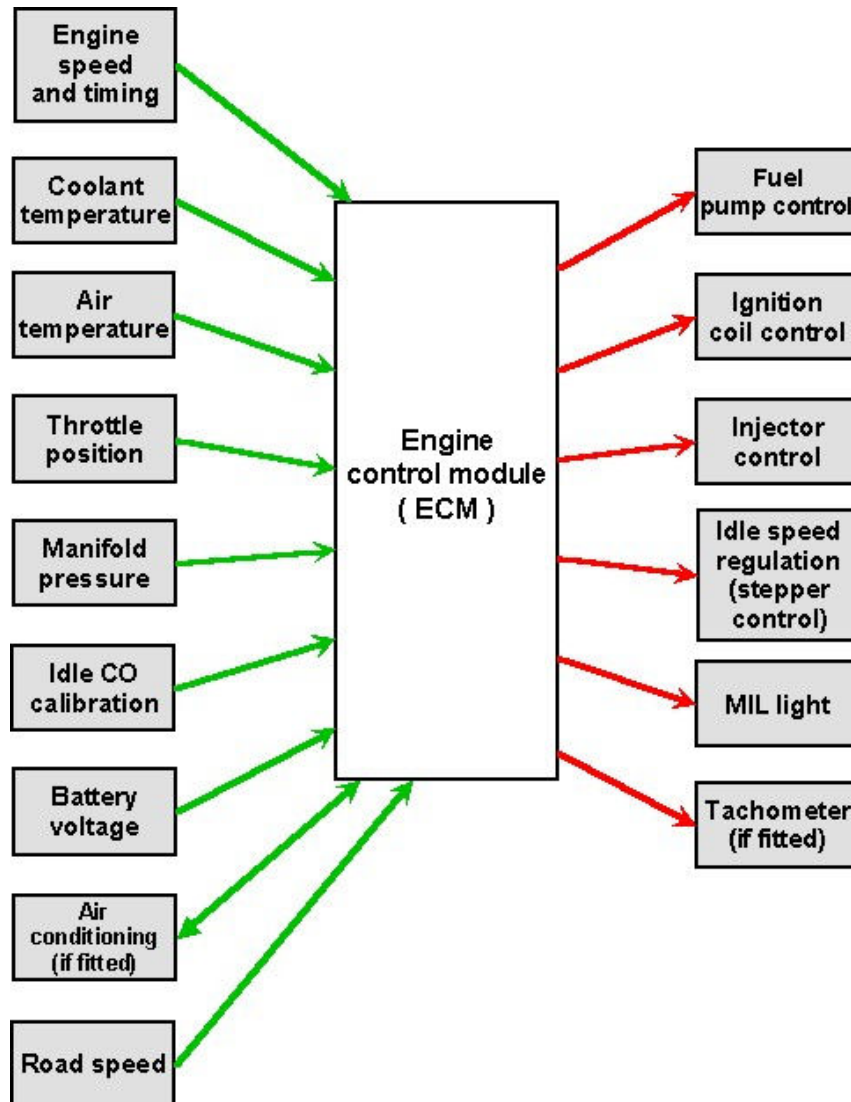 Engine
speed
and timing
Coolant
temperature
Air
temperature
Throttle
position
Manifold
pressure
Idle CO
calibration
Battery
voltage
Air
conditioning
(if fitted)
Road speed
Engine
control module
( ECM )
Fuel
pump control
Ignition
coil control
Injector
control
Idle speed
regulation
(stepper
control)
MIL light
Tachometer
(if fitted)